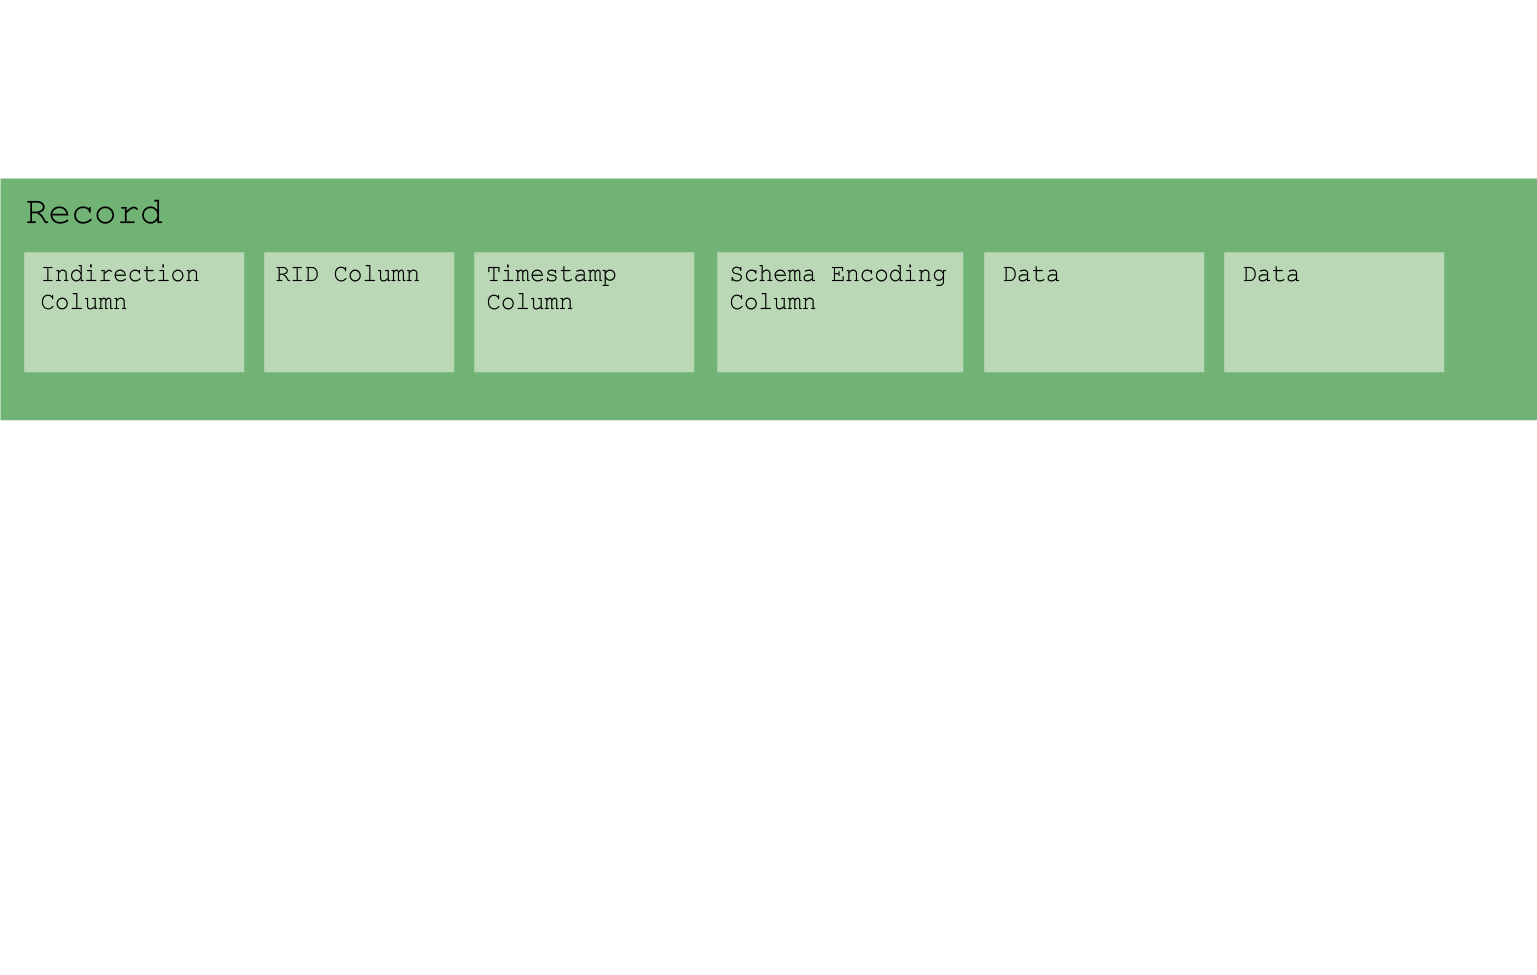 Record
Indirection
Column
RID Column
Timestamp
Column
Schema Encoding
Column
Data
Data